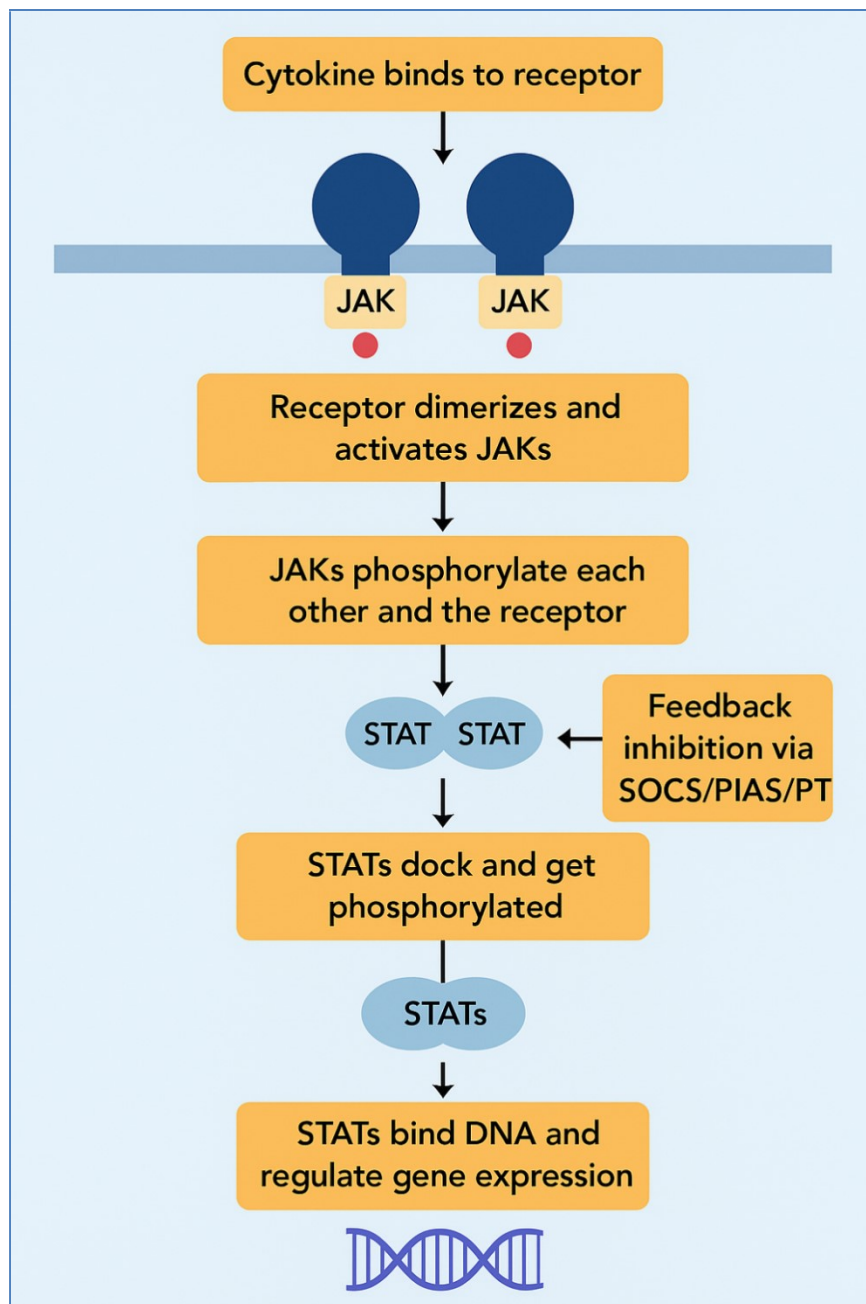 Cytokine binds to receptor
JAK JAK
Receptor dimerizes and
activates JAKs
JAKs phosphorylate each
other and the receptor
STAT STAT
Feedback
inhibition via
SOCS/PIAS/PT
STATs dock and get
phosphorylated
STATs
STATs bind DNA and
regulate gene expression